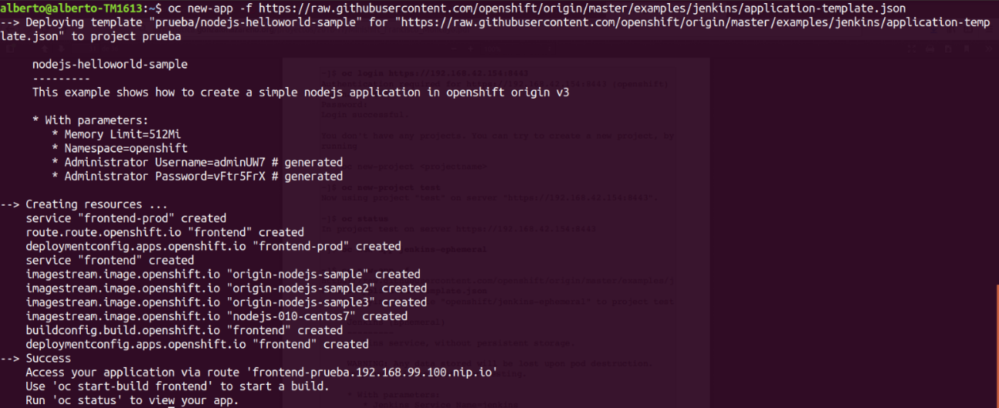 alberto@alberto-TM1613:~$ oc new-app -f https://raw.githubusercontent.com/openshift/origin/master/examples/jenkins/application-template.json
--> Deploying template "prueba/nodejs-helloworld-sample" for "https://raw.githubusercontent.com/openshift/origin/master/examples/jenkins/application-temp
late.json" to project prueba
nodejs-helloworld-sample
---------
This example shows how to create a simple nodejs application in openshift origin v3
* With parameters:
* Memory Limit=512Mi
* Namespace=openshift
* Administrator Username=adminUW7 # generated
* Administrator Password=vFtr5FrX # generated
--> Creating resources ...
service "frontend-prod" created
route.route.openshift.io "frontend" created
deploymentconfig.apps.openshift.io "frontend-prod" created
service "frontend" created
imagestream.image.openshift.io "origin-nodejs-sample" created
imagestream.image.openshift.io "origin-nodejs-sample2" created
imagestream.image.openshift.io "origin-nodejs-sample3" created
imagestream.image.openshift.io "nodejs-010-centos7" created
buildconfig.build.openshift.io "frontend" created
deploymentconfig.apps.openshift.io "frontend" created
--> Success
Access your application via route 'frontend-prueba.192.168.99.100.nip.io'
Use 'oc start-build frontend' to start a build.
Run 'oc status' to view your app.